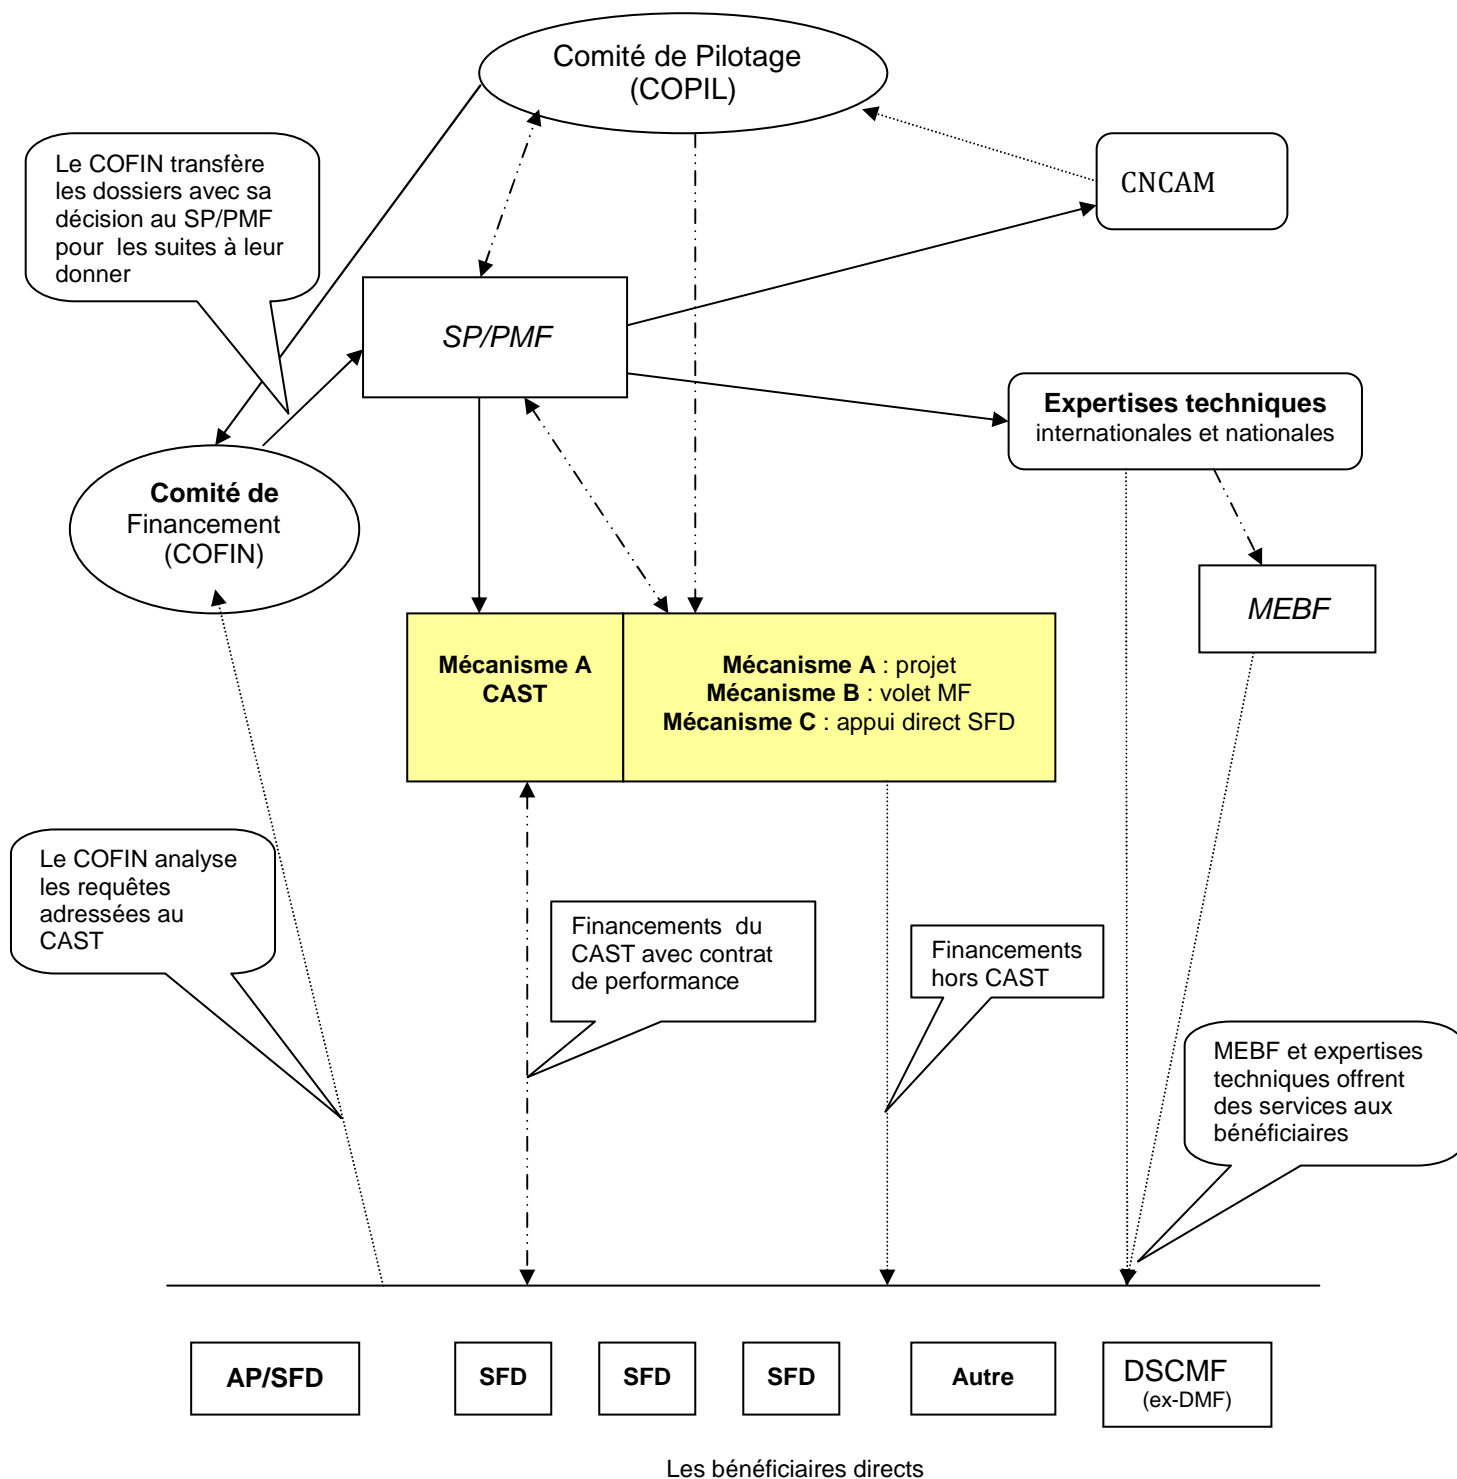 Comité de Pilotage
(COPIL)
Le COFIN transfère
les dossiers avec sa
décision au SP/PMF
pour les suites à leur
donner
CNCAM
SP/PMF
Expertises techniques
internationales et nationales
Comité de
Financement
(COFIN)
MEBF
Mécanisme A
CAST
Mécanisme A : projet
Mécanisme B : volet MF
Mécanisme C : appui direct SFD
Le COFIN analyse
les requêtes
adressées au
CAST
Financements du
CAST avec contrat
de performance
Financements
hors CAST
MEBF et expertises
techniques offrent
des services aux
bénéficiaires
AP/SFD
SFD
SFD
SFD
Autre
DSCMF
(ex-DMF)
Les bénéficiaires directs